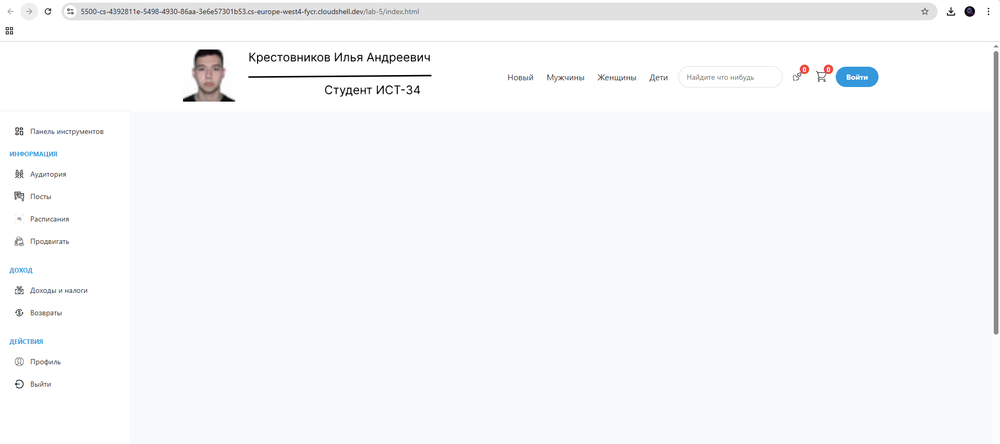 5500-cs-4392811e-5498-4930-86aa-3e6e57301b53.cs-europe-west4-fycr.cloudshell.dev/lab-5/index.html
Крестовников Илья Андреевич
Студент ИСТ-34
Новый Мужчины Женщины Дети Найдите что нибудь 0 0 Войти
Панель инструментов
ИНФОРМАЦИЯ
Аудитория
Посты
Расписания
Продвигать
ДОХОД
Доходы и налоги
Возвраты
ДЕЙСТВИЯ
Профиль
Выйти